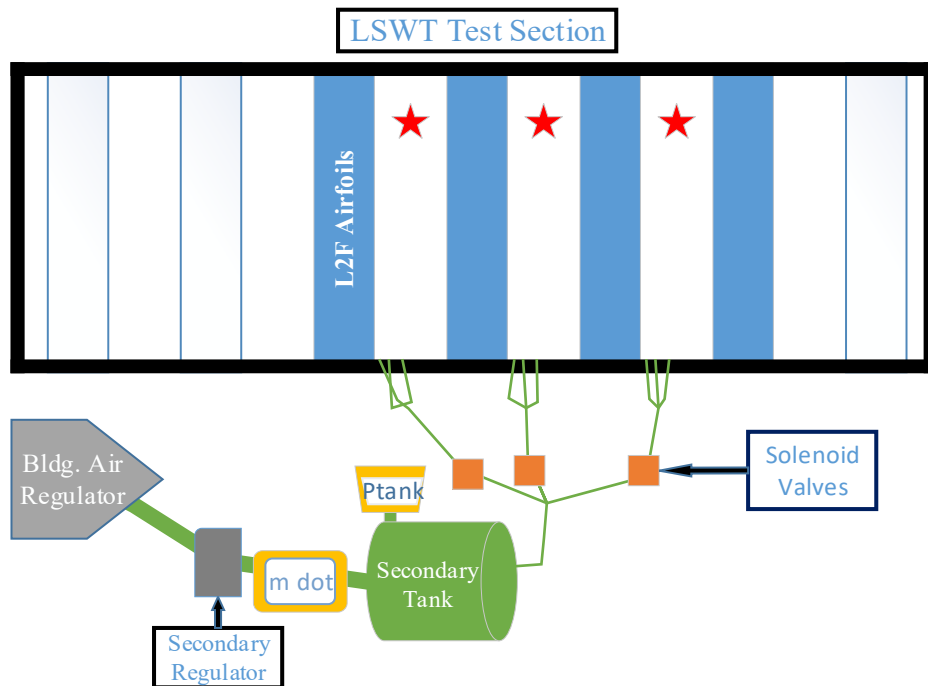 LSWT Test Section
L2F Airfoils
Bldg. Air
Regulator
Ptank
Solenoid
Valves
m dot
Secondary
Tank
Secondary
Regulator